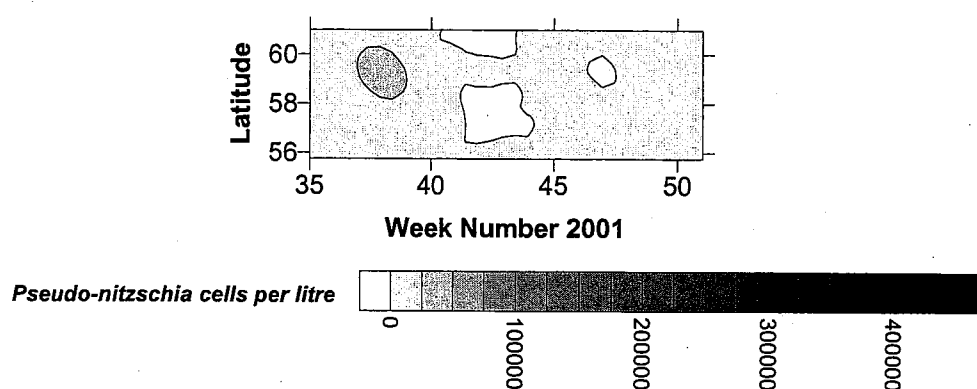 Latitude
60
58
56
35 40 45 50
Week Number 2001
Pseudo-nitzschia cells per litre
0 100000 200000 300000 400000